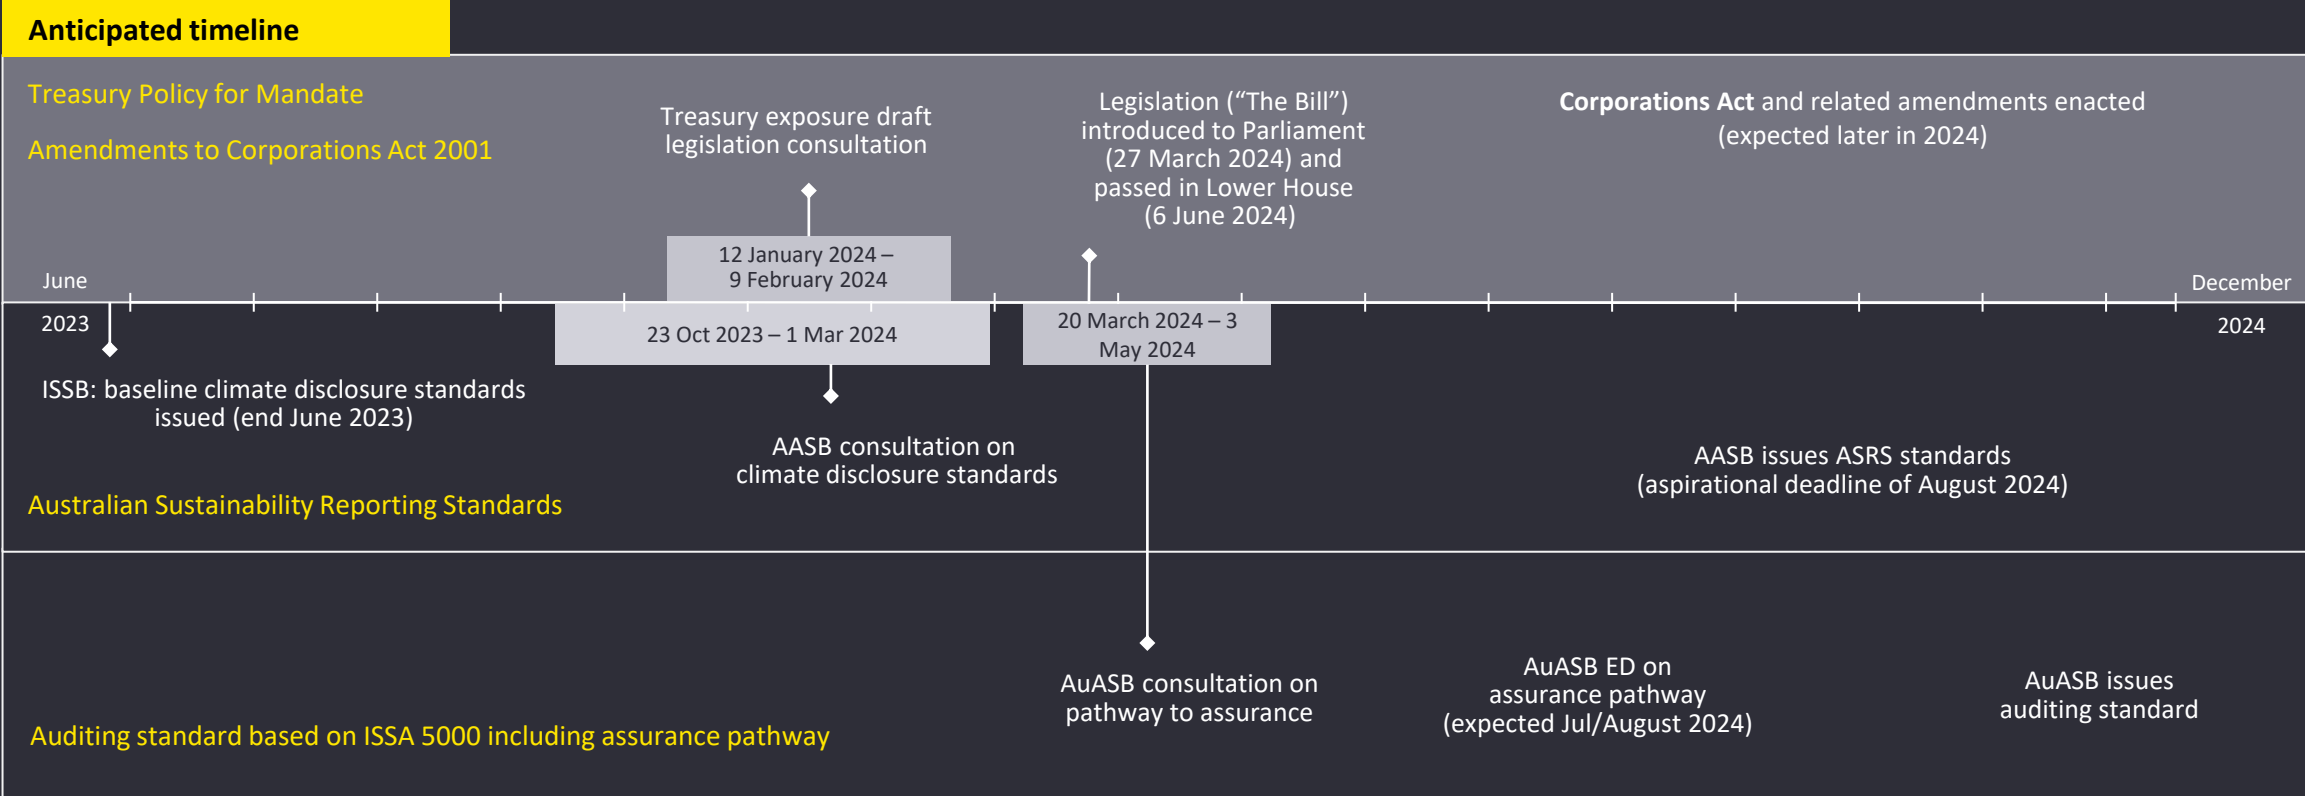 Anticipated timeline
Treasury Policy for Mandate
Amendments to Corporations Act 2001
Treasury exposure draft
legislation consultation
Legislation (“The Bill”)
introduced to Parliament
(27 March 2024) and
passed in Lower House
(6 June 2024)
Corporations Act and related amendments enacted
(expected later in 2024)
12 January 2024 –
9 February 2024
June
2023
December
2024
23 Oct 2023 – 1 Mar 2024
20 March 2024 – 3
May 2024
ISSB: baseline climate disclosure standards
issued (end June 2023)
AASB consultation on
climate disclosure standards
AASB issues ASRS standards
(aspirational deadline of August 2024)
Australian Sustainability Reporting Standards
AuASB consultation on
pathway to assurance
AuASB ED on
assurance pathway
(expected Jul/August 2024)
AuASB issues
auditing standard
Auditing standard based on ISSA 5000 including assurance pathway